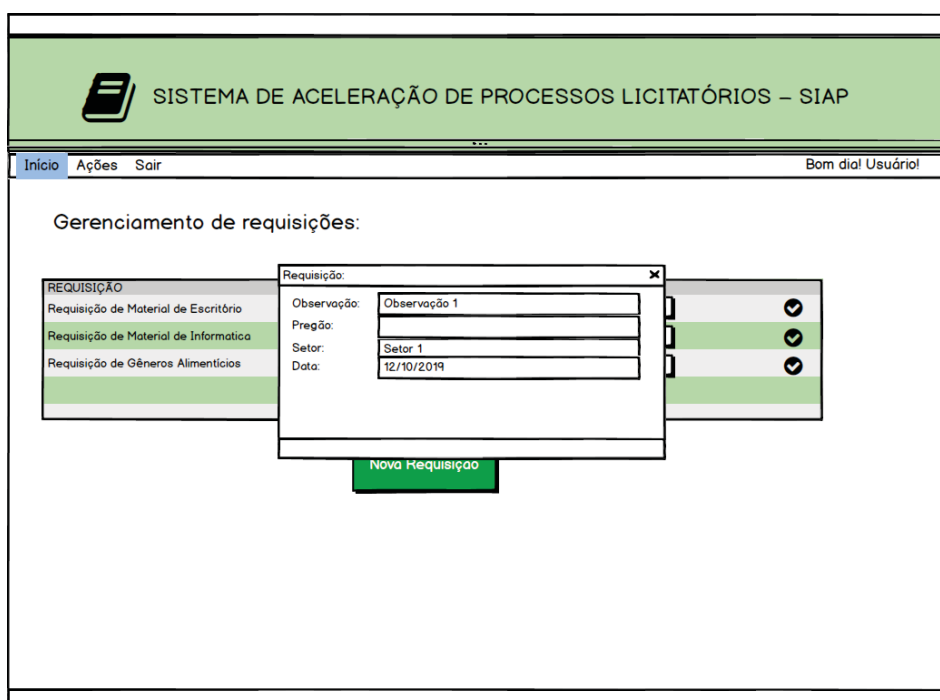 SISTEMA DE ACELERAÇÃO DE PROCESSOS LICITATÓRIOS – SIAP
Início Ações Sair Bom dia! Usuário!
Gerenciamento de requisições:
Requisição:
REQUISIÇÃO
Observação: Observação 1
Requisição de Material de Escritório
Pregão:
Requisição de Material de Informatica
Setor: Setor 1
Requisição de Gêneros Alimentícios
Data: 12/10/2019
Nova Requisição